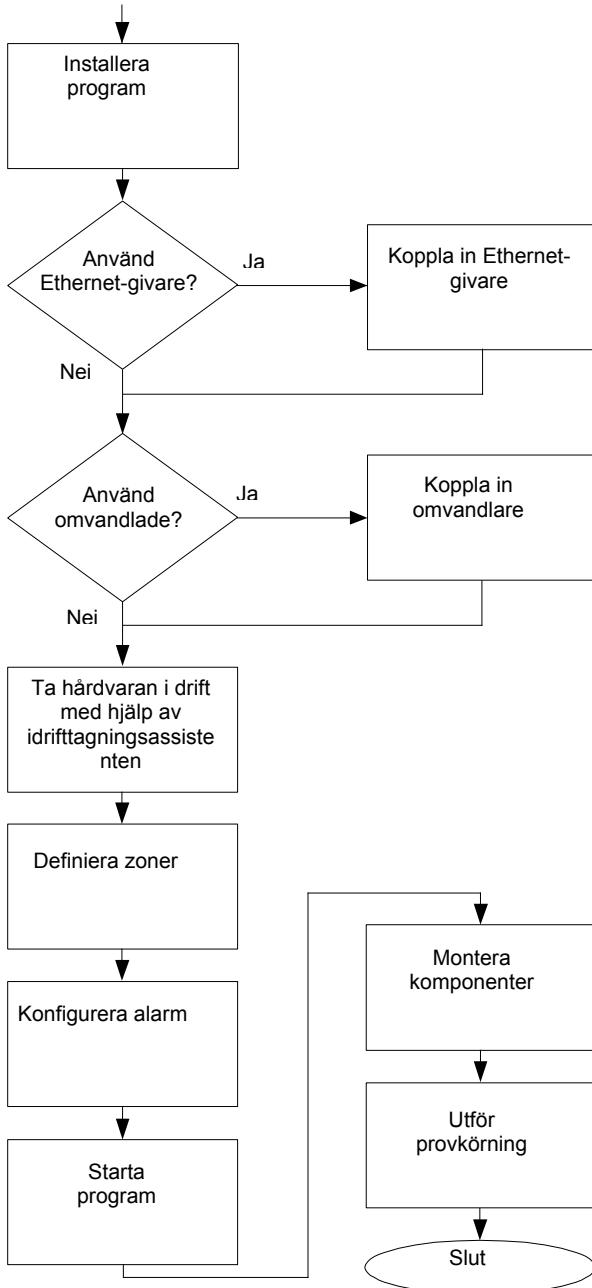 Installera
program
Använd
Ethernet-givare?
Ja
Koppla in Ethernet-
givare
Nei
Använd
omvandlade?
Ja
Koppla in
omvandlare
Nei
Ta hårdvaran i drift
med hjälp av
idrifttagningsassiste
nten
Definiera zoner
Konfigurera alarm
Starta
program
Montera
komponenter
Utför
provkörning
Slut